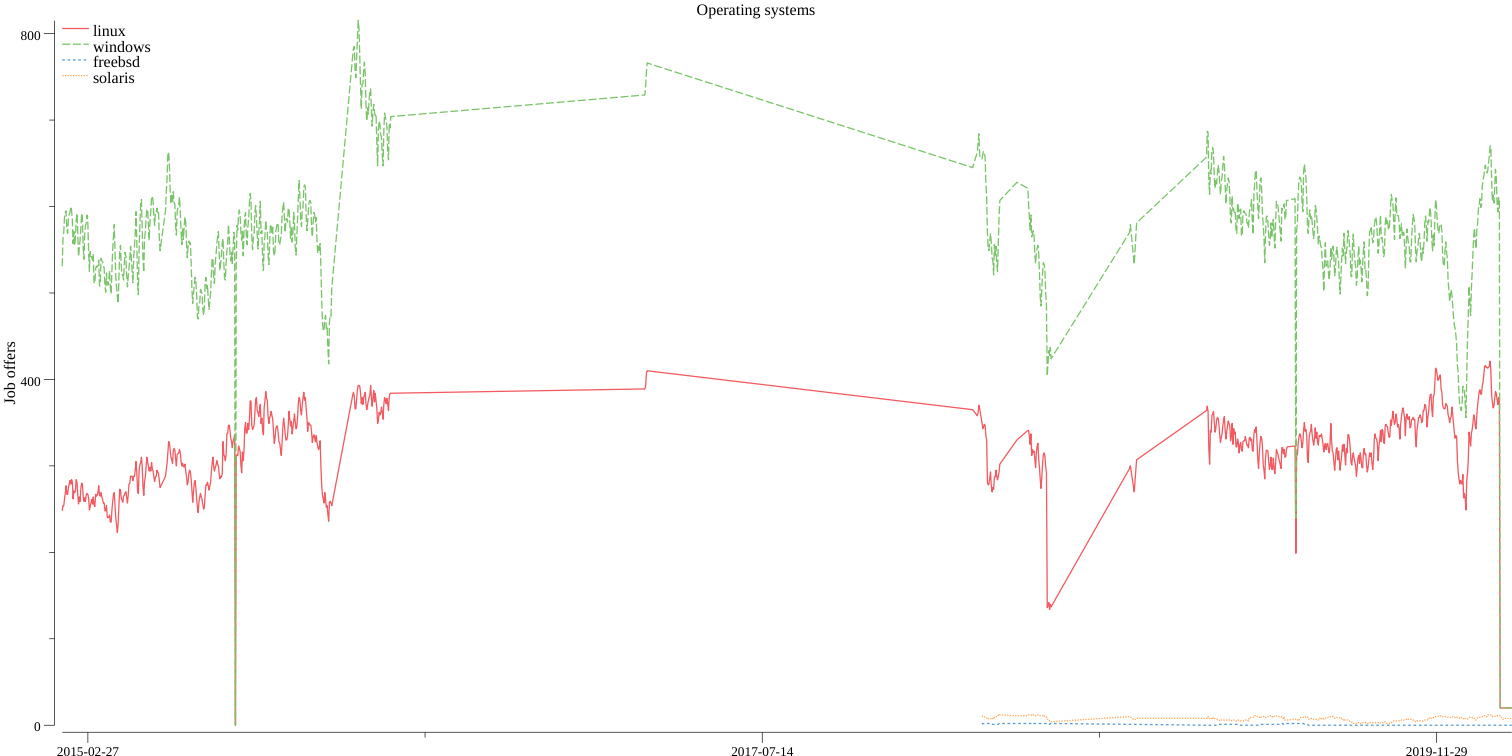 Operating systems
800
linux
windows
freebsd
solaris
Job offers
400
0
2015-02-27
2017-07-14
2019-11-29